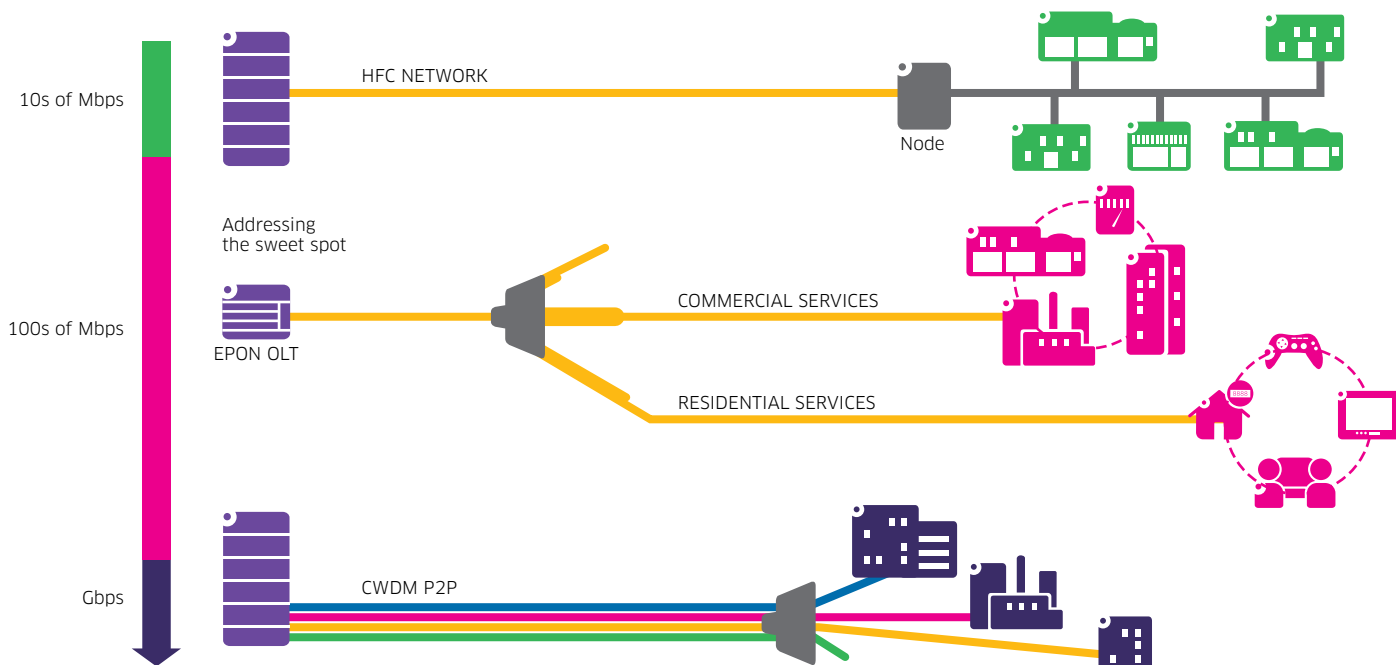 10s of Mbps
HFC NETWORK
Node
Addressing
the sweet spot
100s of Mbps
EPON OLT
COMMERCIAL SERVICES
RESIDENTIAL SERVICES
8888
Gbps
CWDM P2P